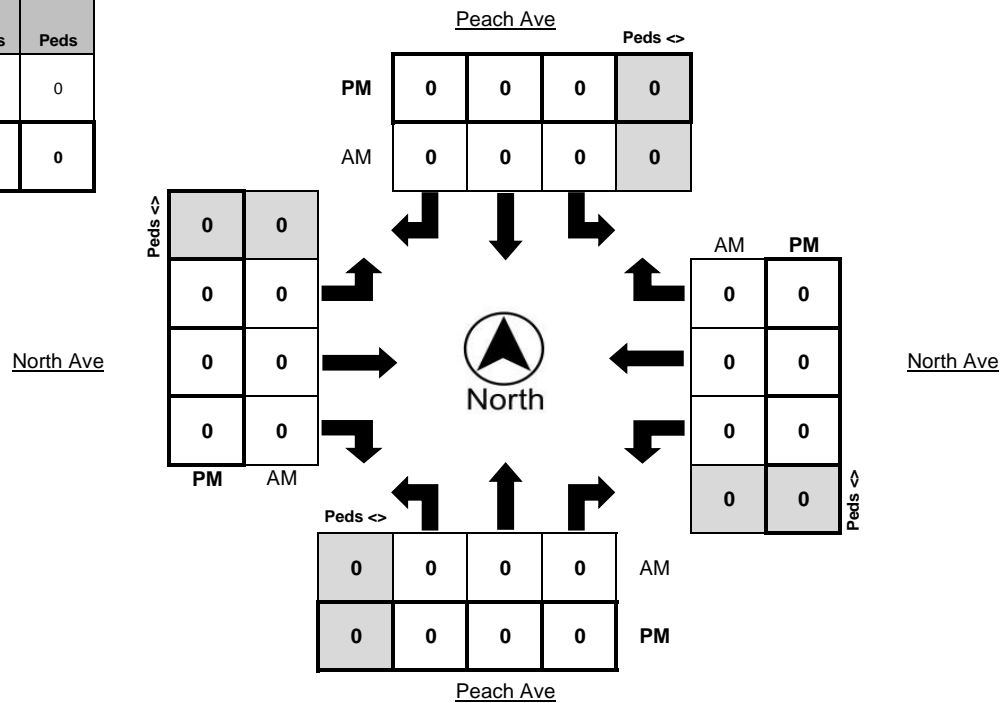 Peach Ave
Peds <>
s Peds
PM 0 0 0 0
0
AM 0 0 0 0
0
Peds <>
0 0
AM PM
0 0
0 0
North Ave
0 0
North
0 0
North Ave
0 0
0 0
PM AM
0 0
Peds <>
Peds <>
0 0 0 0 AM
0 0 0 0 PM
Peach Ave